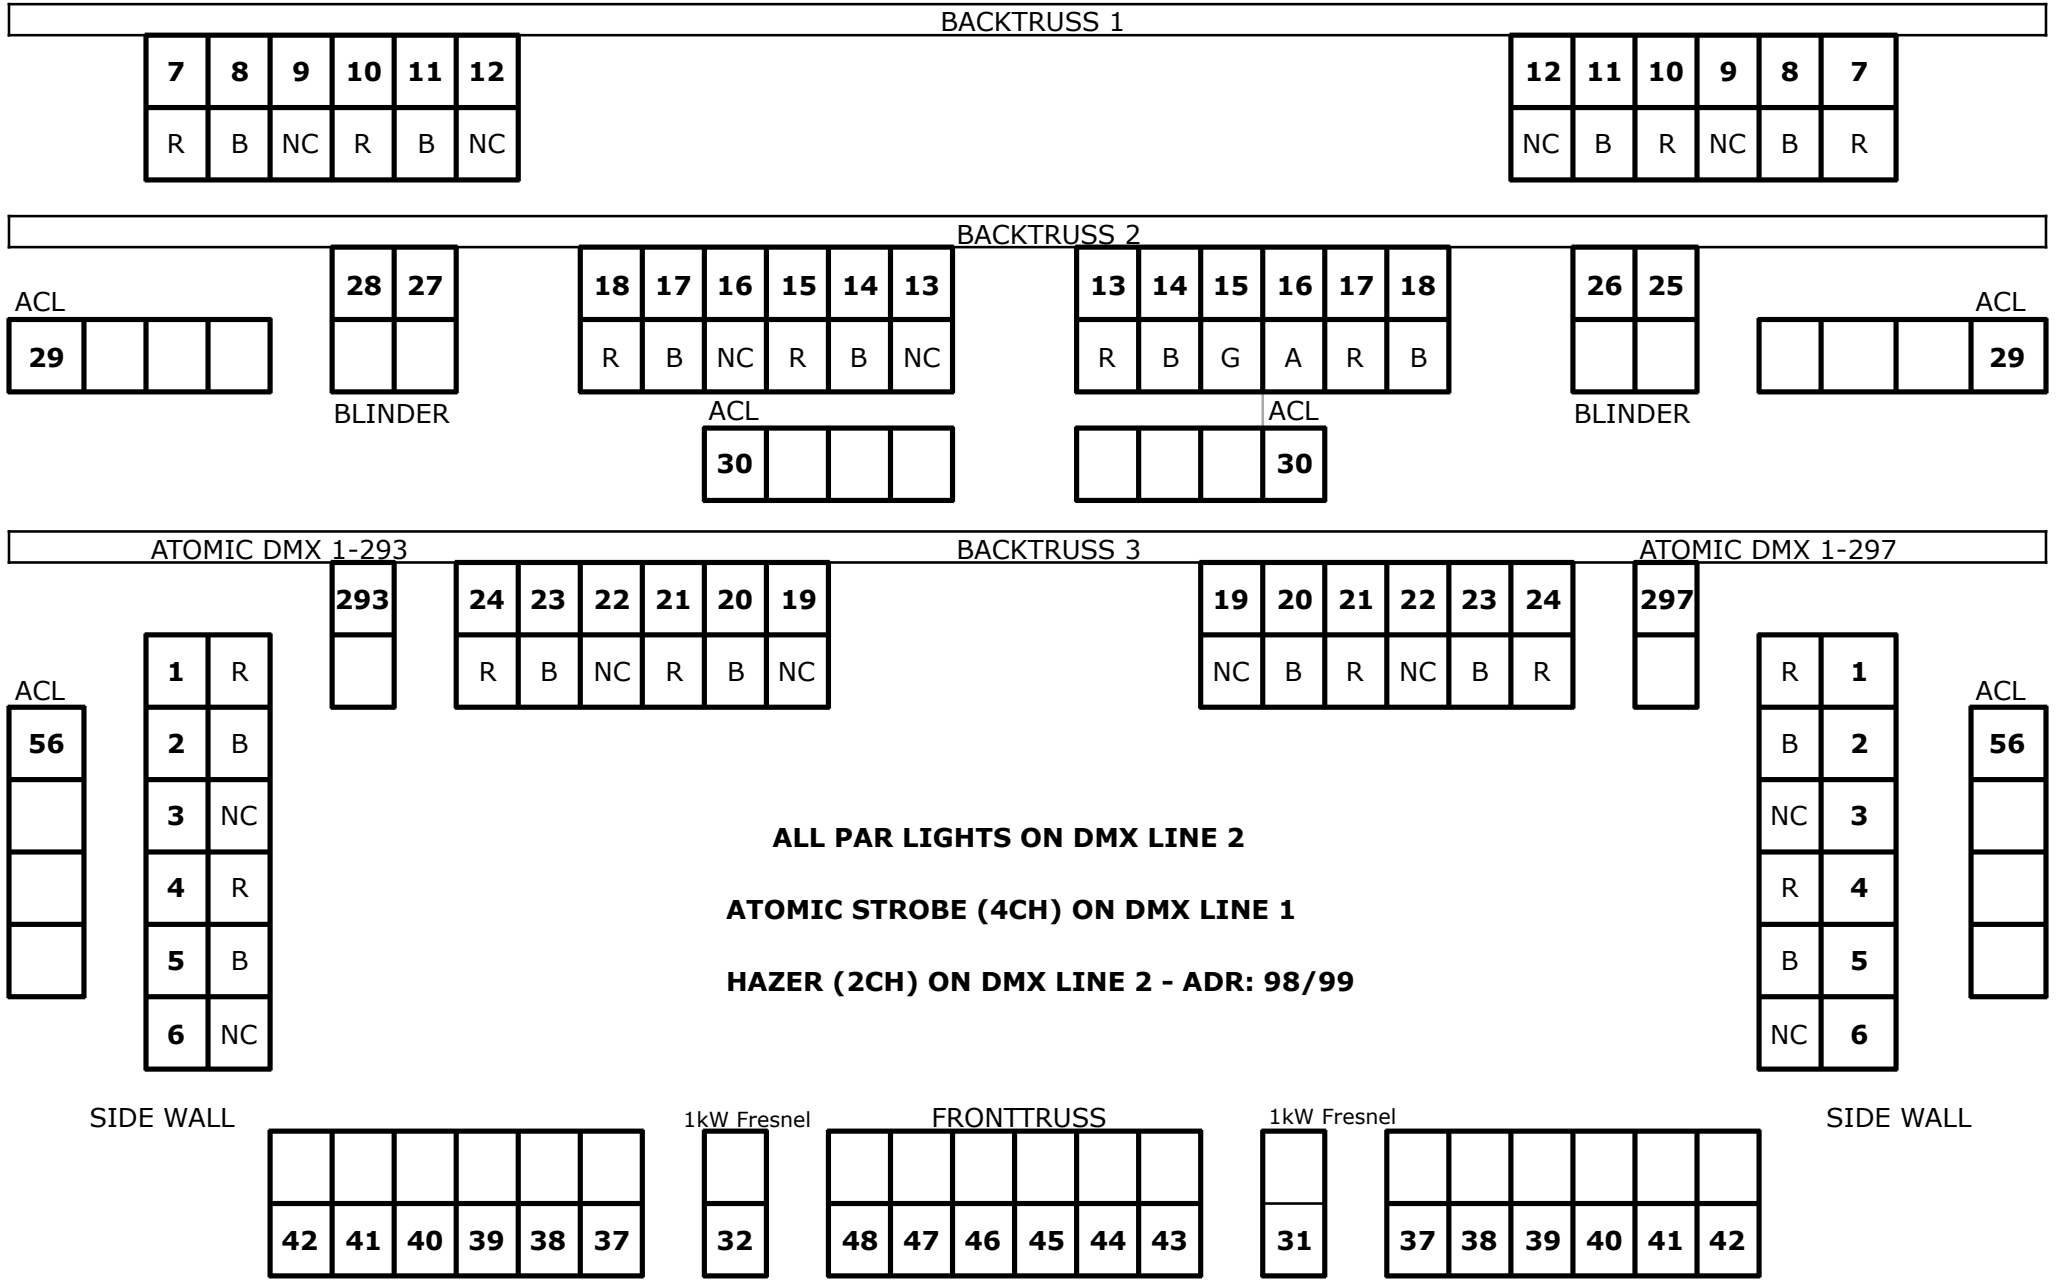 BACKTRUSS 1
7 8 9 10 11 12 12 11 10 9 8 7
R B NC R B NC NC B R NC B R
BACKTRUSS 2
28 27 18 17 16 15 14 13 13 14 15 16 17 18 26 25
ACL ACL
29 R B NC R B NC R B G A R B 29
BLINDER ACL ACL BLINDER
30 30
ATOMIC DMX 1-293 BACKTRUSS 3 ATOMIC DMX 1-297
293 24 23 22 21 20 19 19 20 21 22 23 24 297
1 R R B NC R B NC NC B R NC B R R 1
ACL ACL
56 2 B B 2 56
3 NC NC 3
ALL PAR LIGHTS ON DMX LINE 2
4 R R 4
ATOMIC STROBE (4CH) ON DMX LINE 1
5 B B 5
HAZER (2CH) ON DMX LINE 2 - ADR: 98/99
6 NC NC 6
SIDE WALL 1kW Fresnel FRONTTRUSS 1kW Fresnel SIDE WALL
42 41 40 39 38 37 32 48 47 46 45 44 43 31 37 38 39 40 41 42